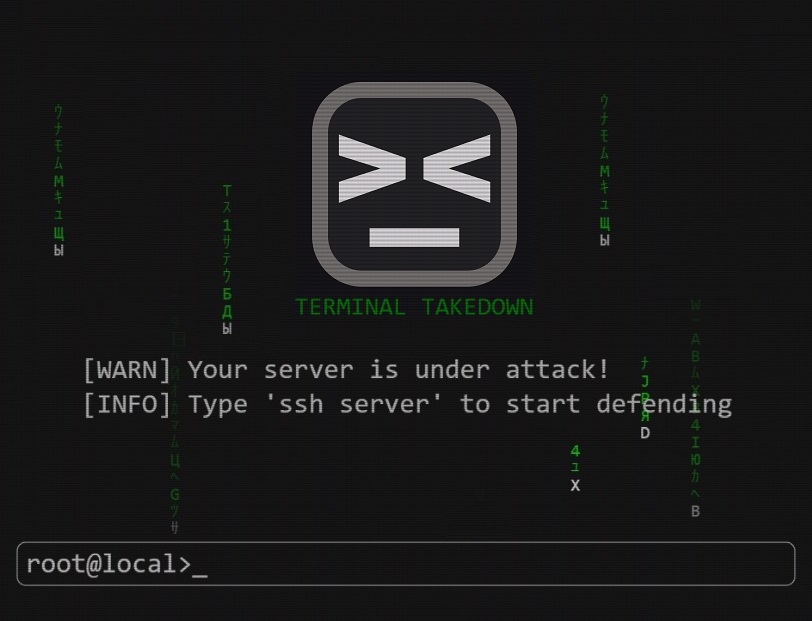 TERMINAL TAKEDOWN
[WARN] Your server is under attack!
[INFO] Type 'ssh server' to start defending
root@local>_